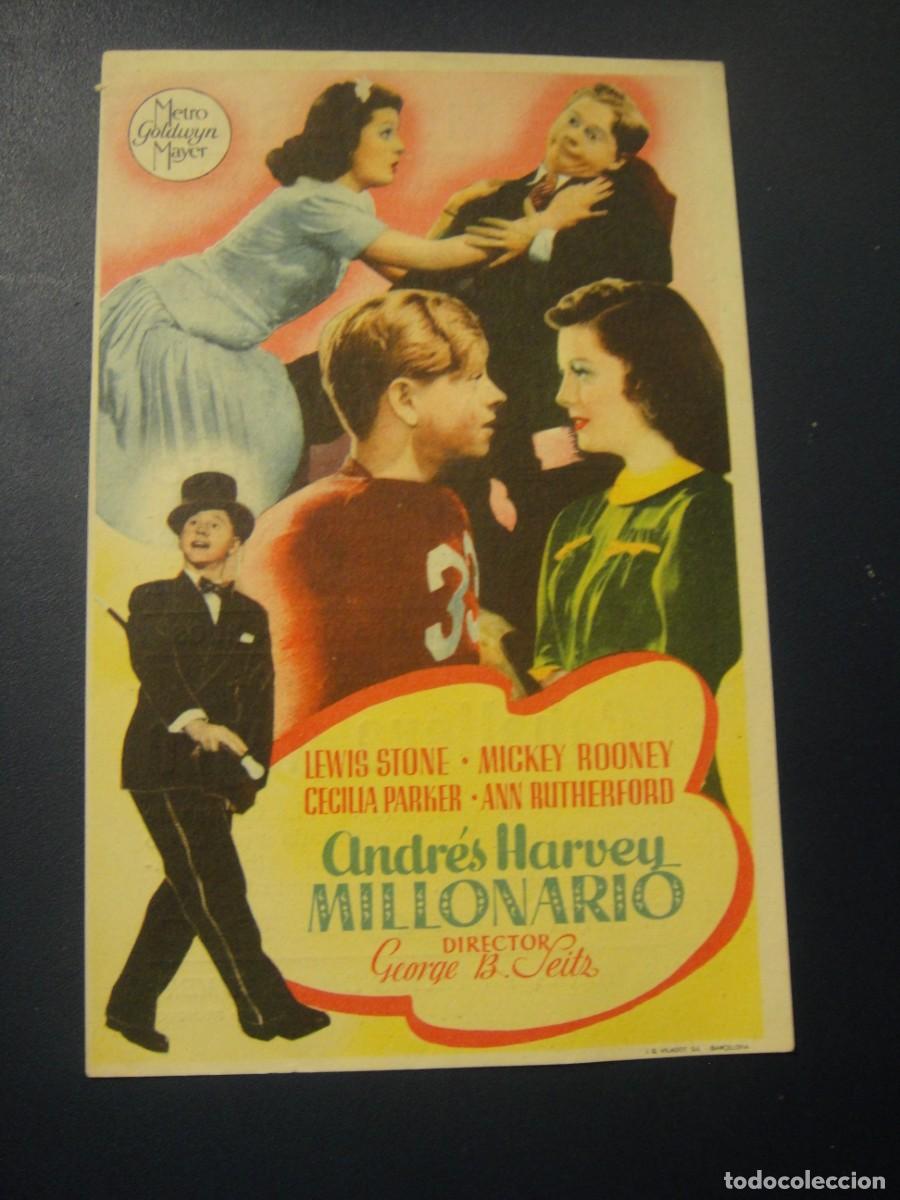 Metro
Goldwyn
Mayer
33
LEWIS STONE · MICKEY ROONEY
CECILIA PARKER · ANN RUTHERFORD
Andrés Harvey
MILLONARIO
DIRECTOR
George B. Seitz
BARCELONA
todocoleccion